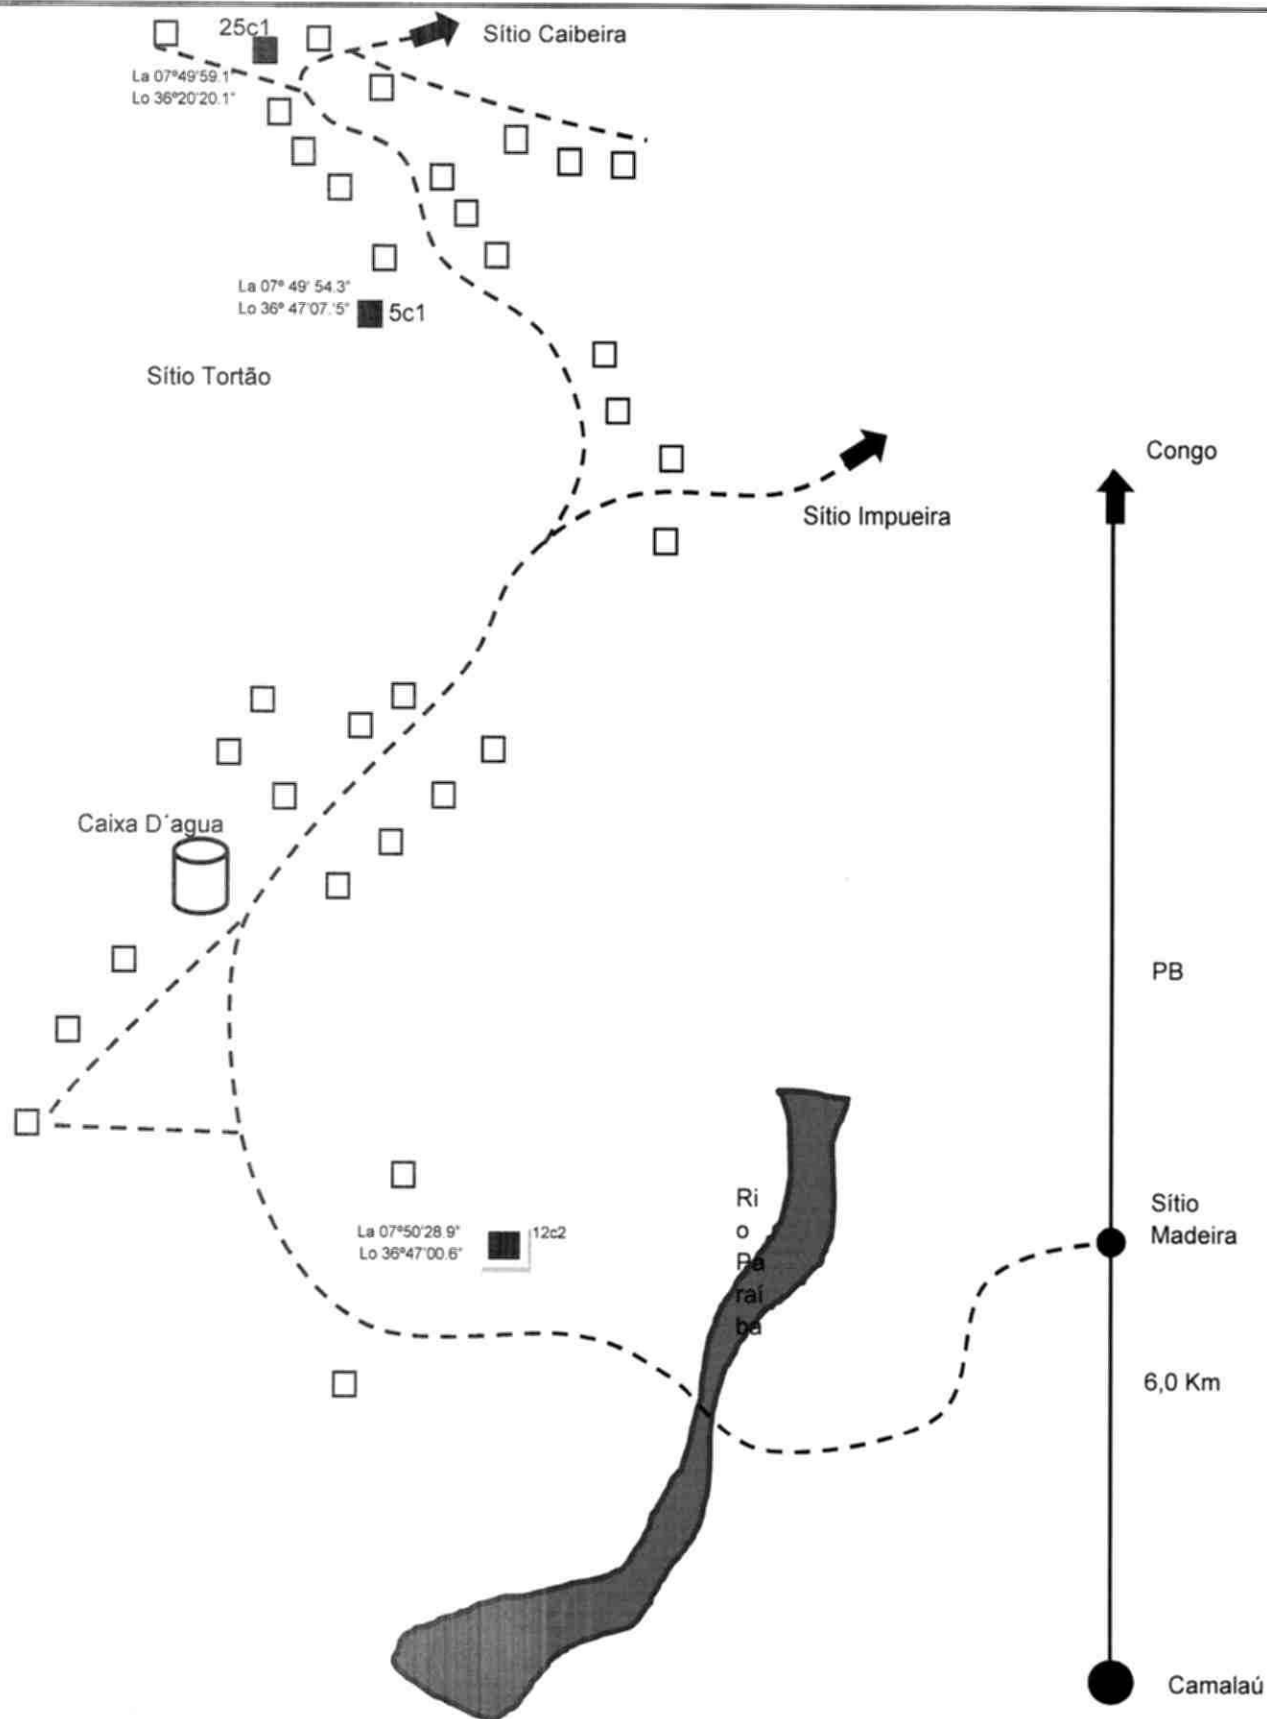 25c1
Sítio Caibeira
La 07º49'59.1"
Lo 36º20'20.1"
La 07º 49' 54.3"
Lo 36º 47'07.'5"
5c1
Sítio Tortão
Congo
Sítio Impueira
Caixa D´agua
PB
Ri
o
Pa
raí
ba
Sítio
Madeira
La 07º50'28.9"
Lo 36º47'00.6"
12c2
6,0 Km
Camalaú